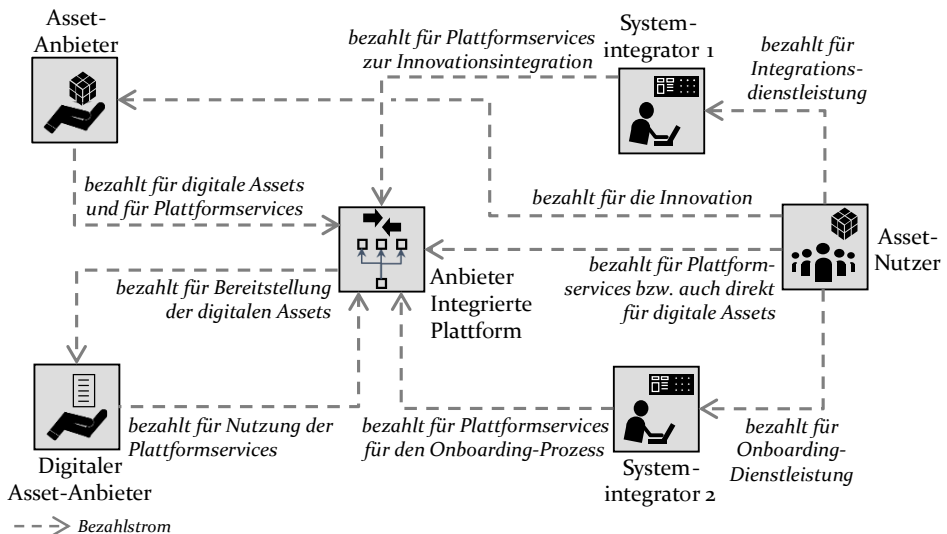 Asset-
Anbieter
bezahlt für Plattformservices
zur Innovationsintegration
System-
integrator 1
bezahlt für
Integrations-
dienstleistung
bezahlt für digitale Assets
und für Plattformservices
bezahlt für die Innovation
Asset-
Nutzer
Anbieter
Integrierte
Plattform
bezahlt für Plattform-
services bzw. auch direkt
für digitale Assets
bezahlt für Bereitstellung
der digitalen Assets
bezahlt für Nutzung der
Plattformservices
Digitaler
Asset-Anbieter
bezahlt für Plattformservices
für den Onboarding-Prozess
System-
integrator 2
bezahlt für
Onboarding-
Dienstleistung
Bezahlstrom